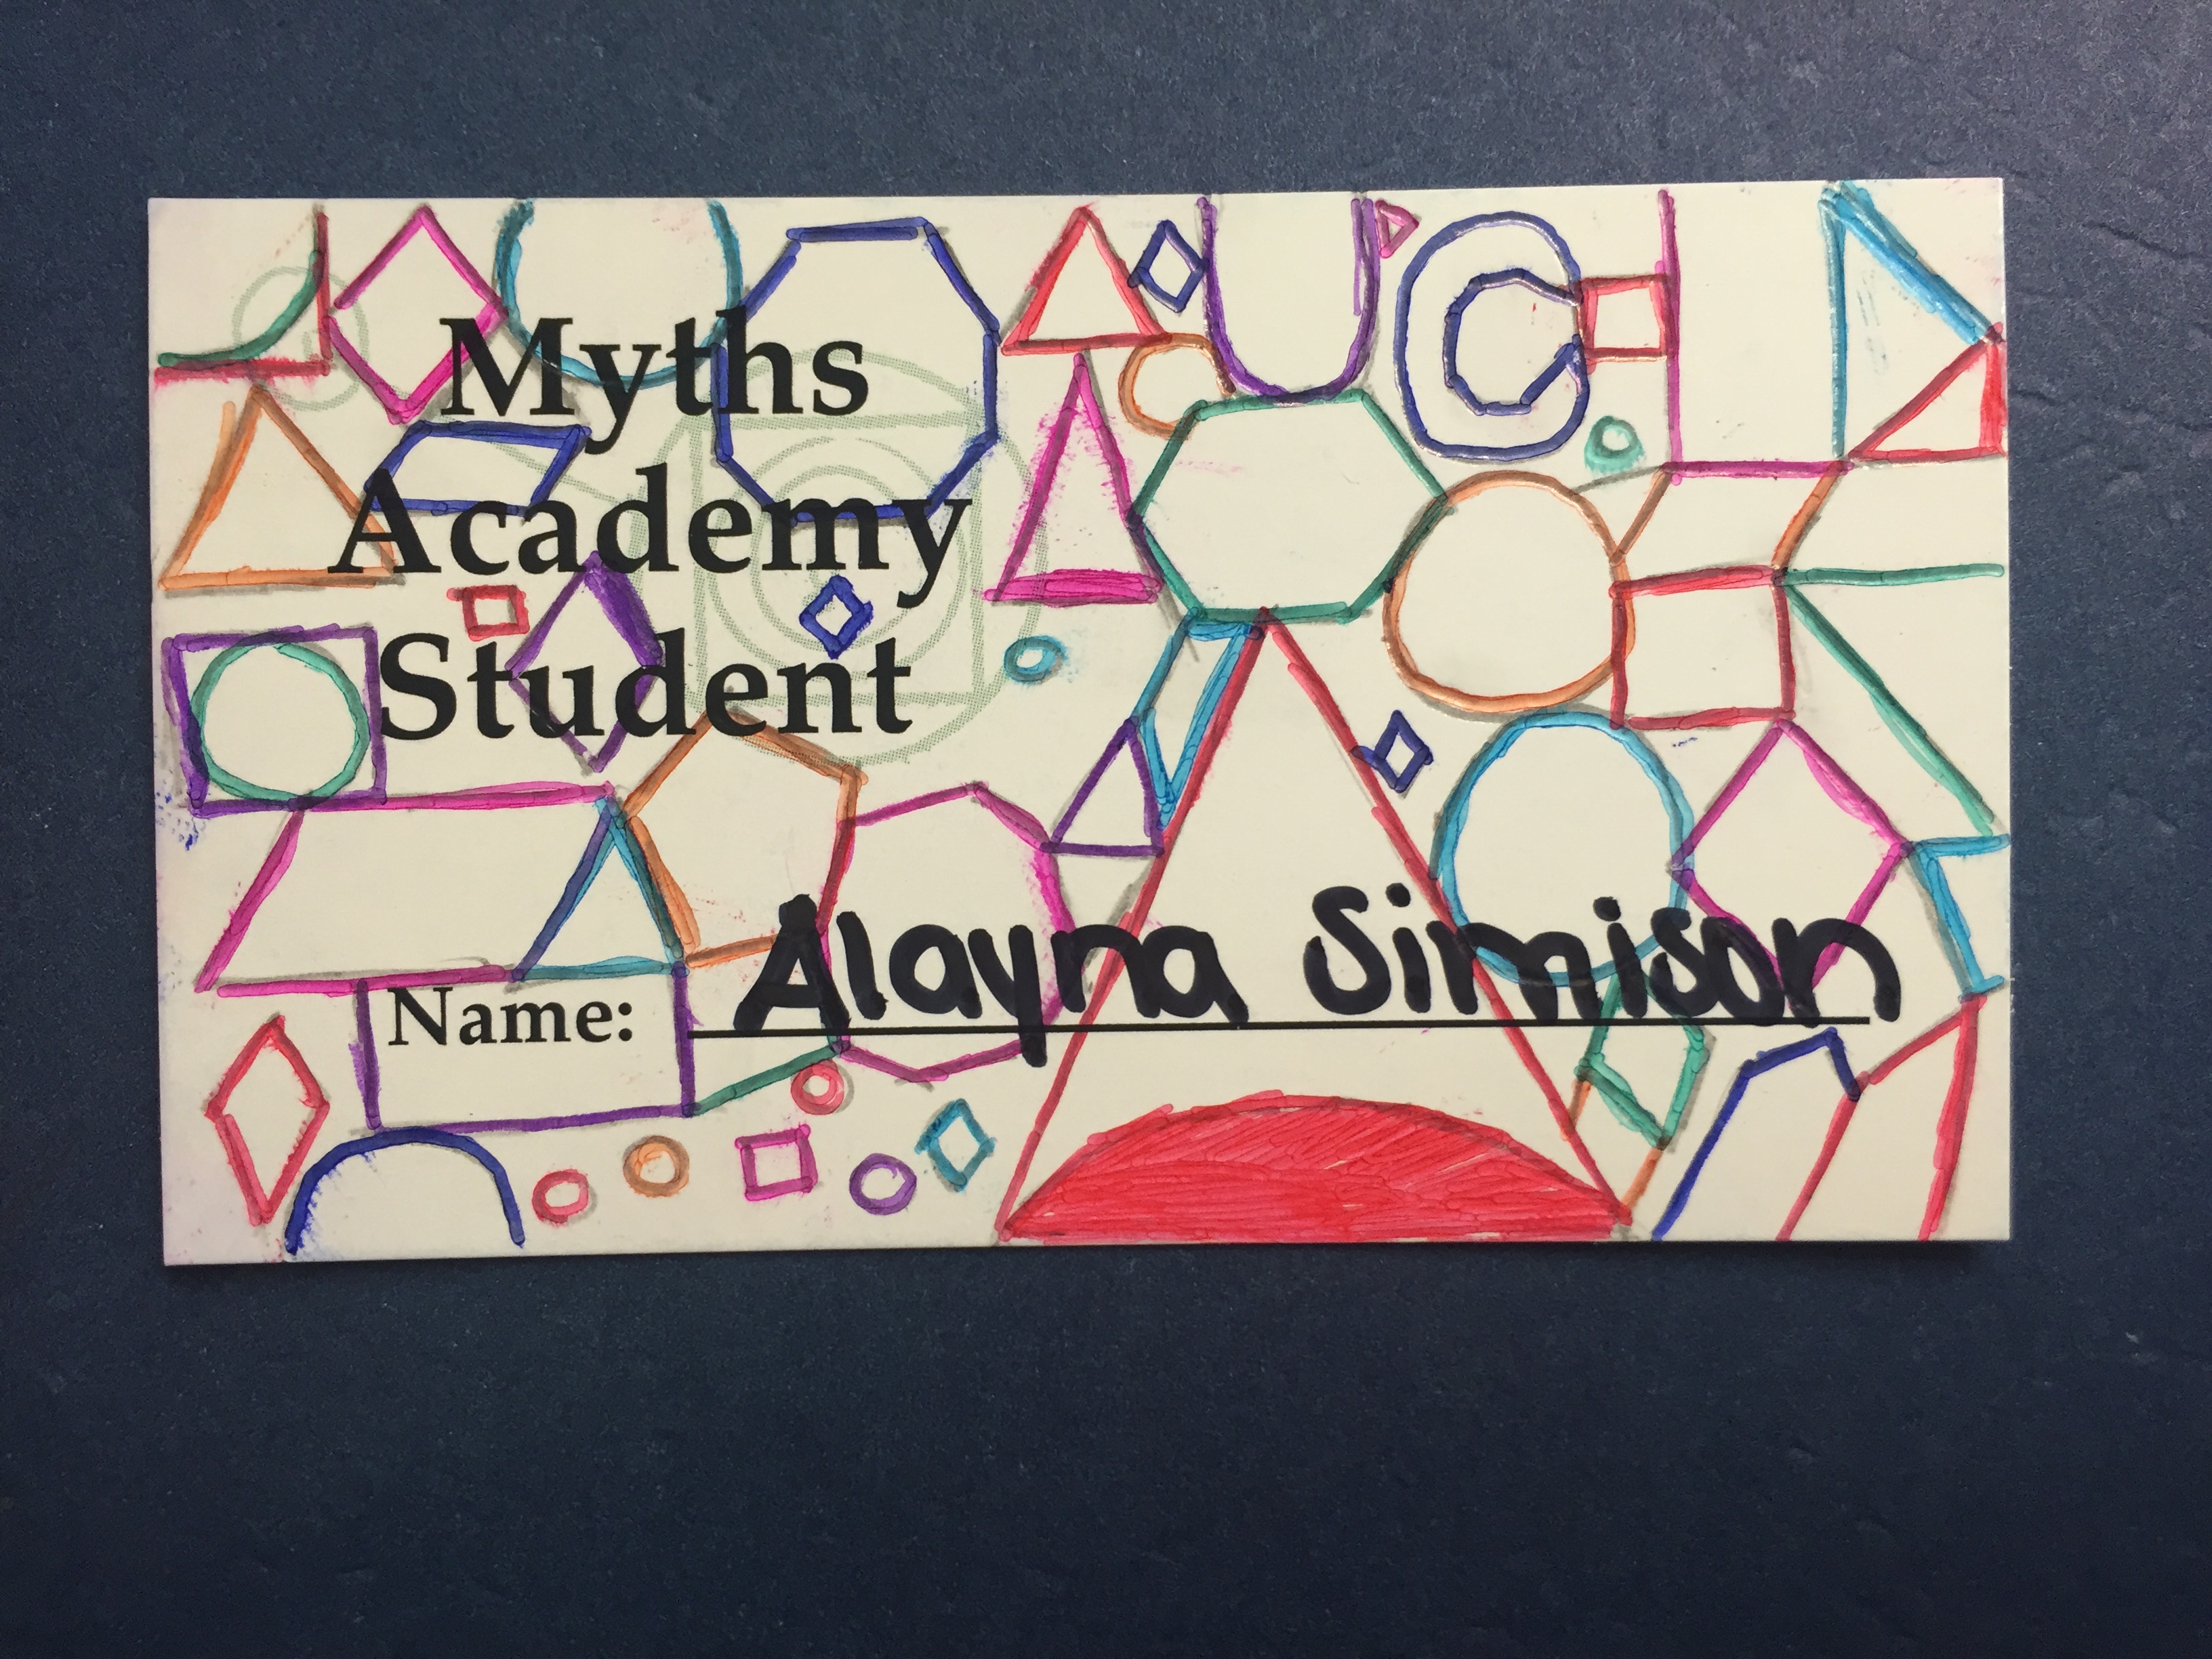 Myths
Academy
Student
Name: Alayna Simison